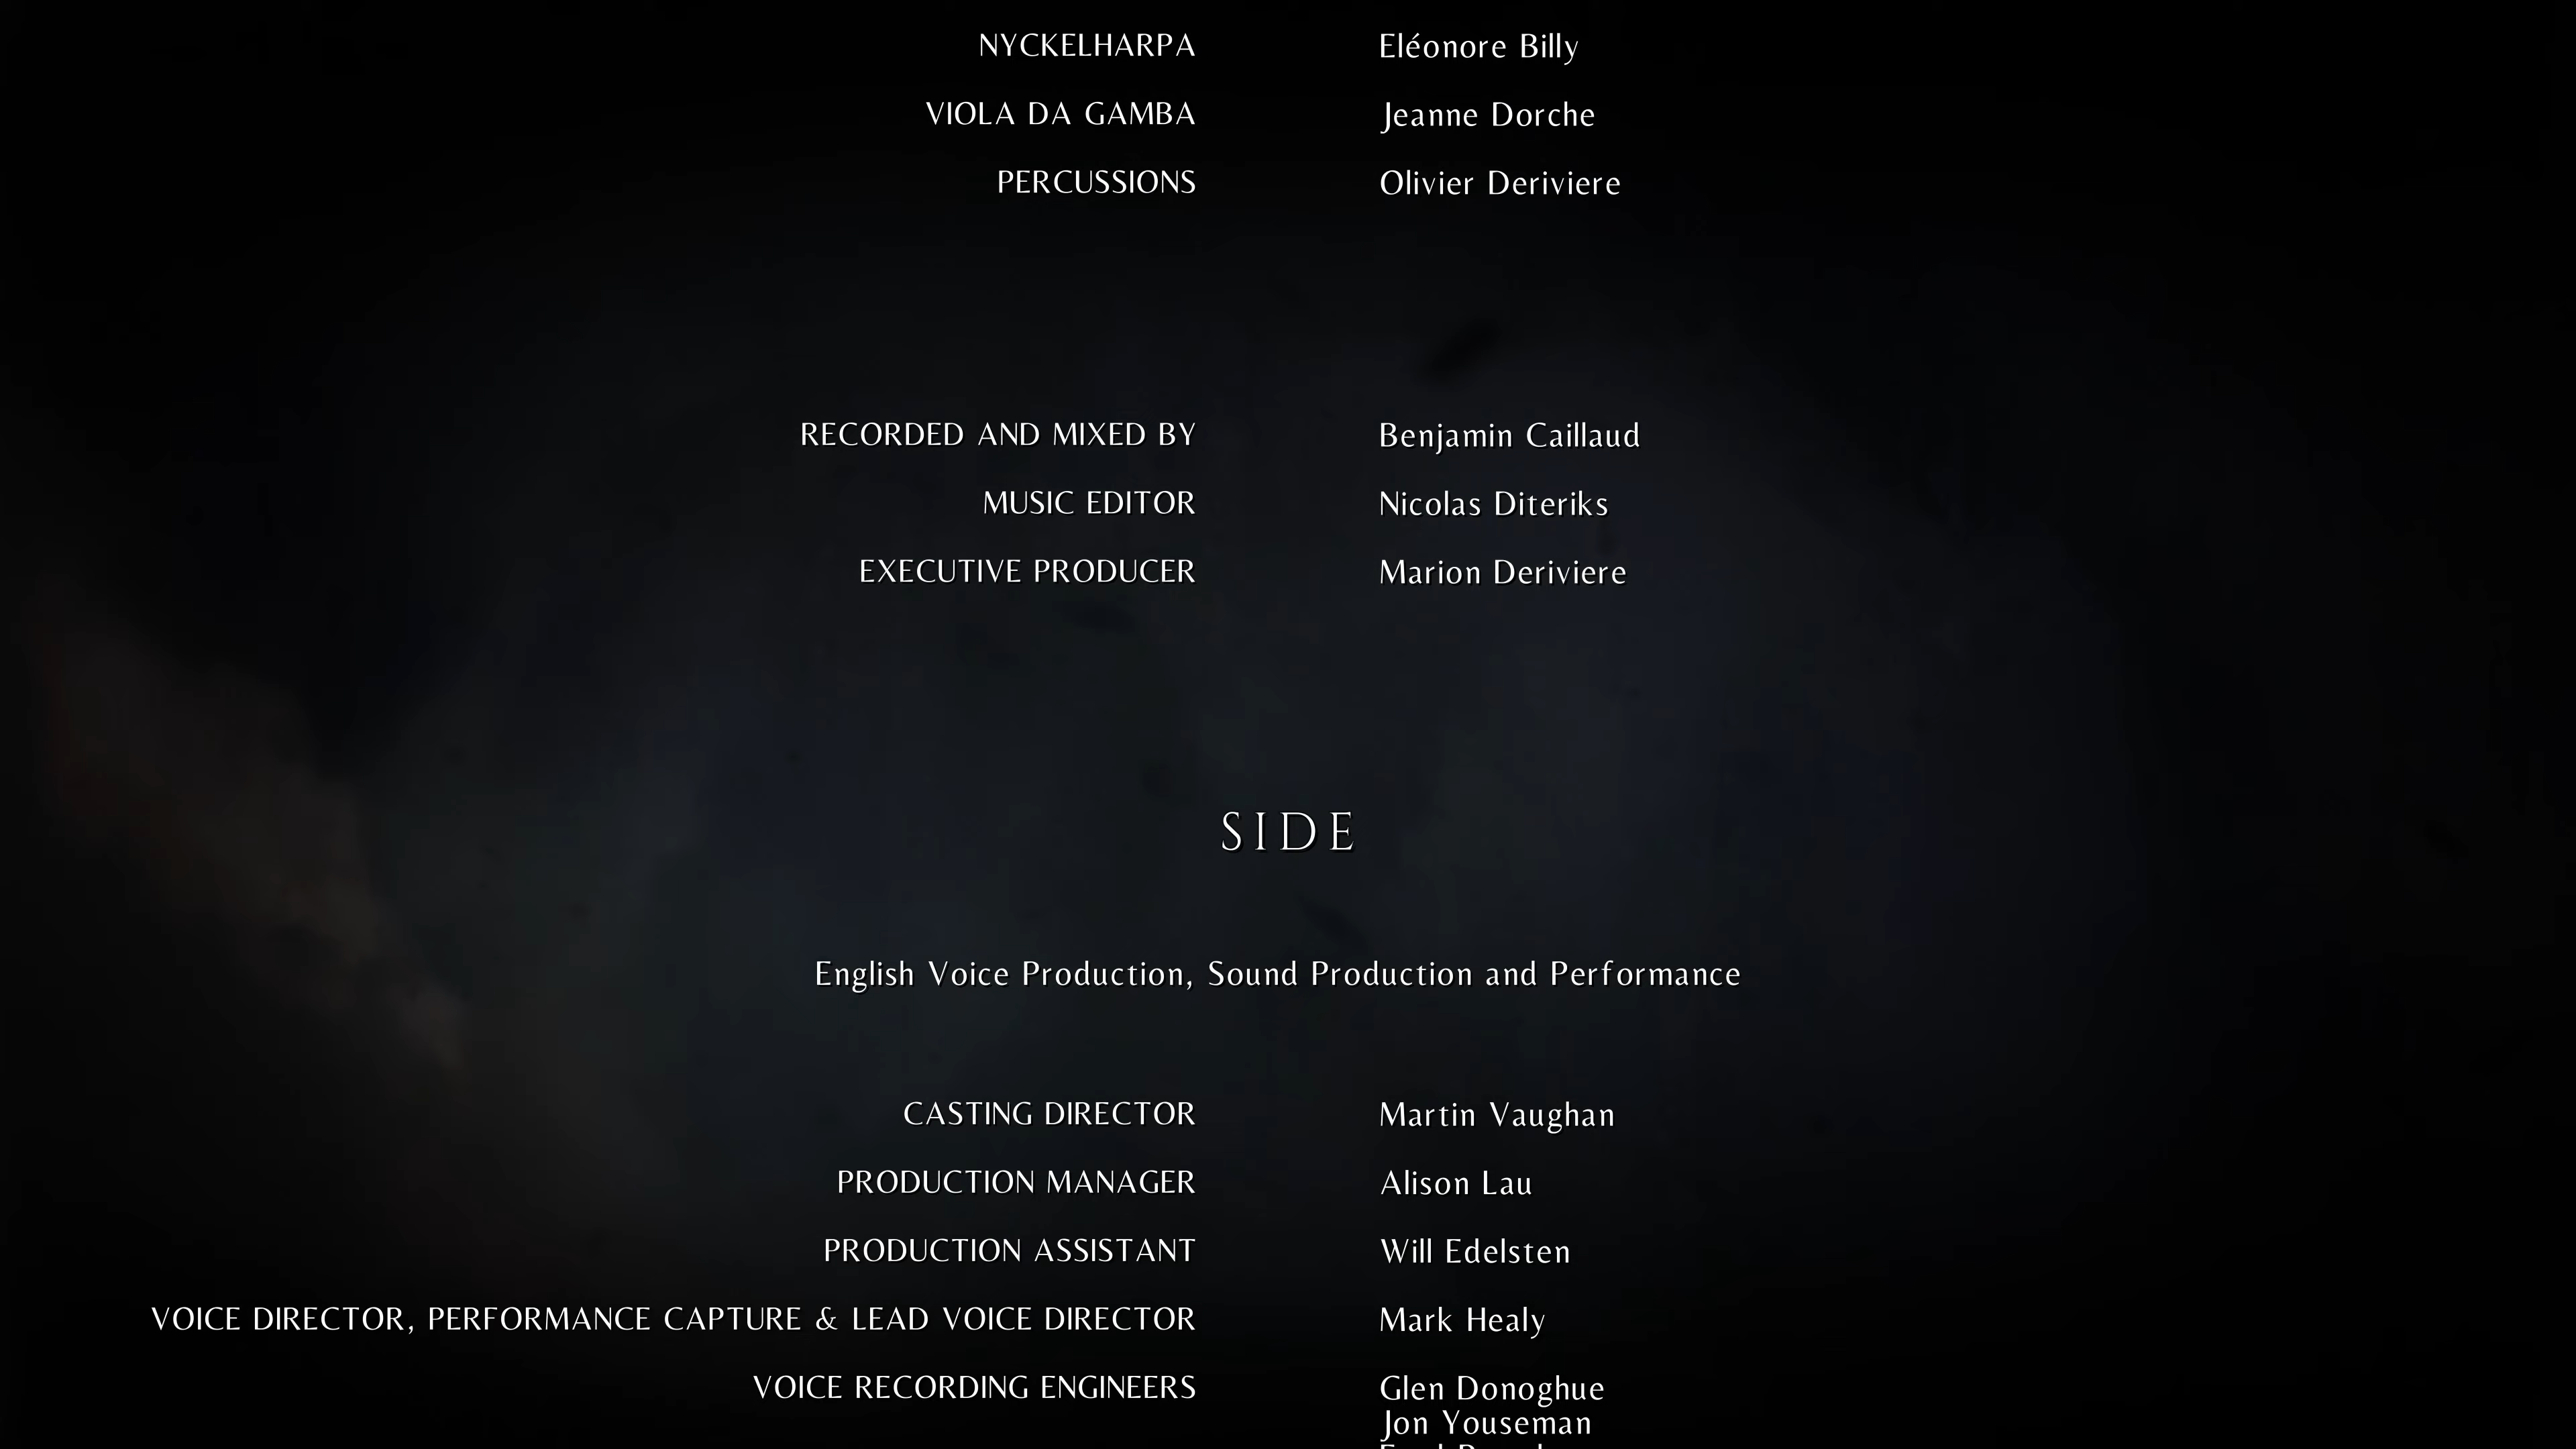 NYCKELHARPA Eléonore Billy
VIOLA DA GAMBA Jeanne Dorche
PERCUSSIONS Olivier Deriviere
RECORDED AND MIXED BY Benjamin Caillaud
MUSIC EDITOR Nicolas Diteriks
EXECUTIVE PRODUCER Marion Deriviere
SIDE
English Voice Production, Sound Production and Performance
CASTING DIRECTOR Martin Vaughan
PRODUCTION MANAGER Alison Lau
PRODUCTION ASSISTANT Will Edelsten
VOICE DIRECTOR, PERFORMANCE CAPTURE & LEAD VOICE DIRECTOR Mark Healy
VOICE RECORDING ENGINEERS Glen Donoghue
Jon Youseman